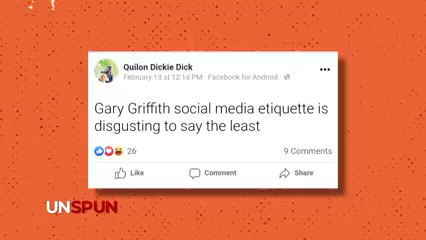 Quilon Dickie Dick
February 13 at 12:14 PM · Facebook for Android ·
Gary Griffith social media etiquette is
disgusting to say the least
26
9 Comments
Like
Comment
Share
UNSPUN